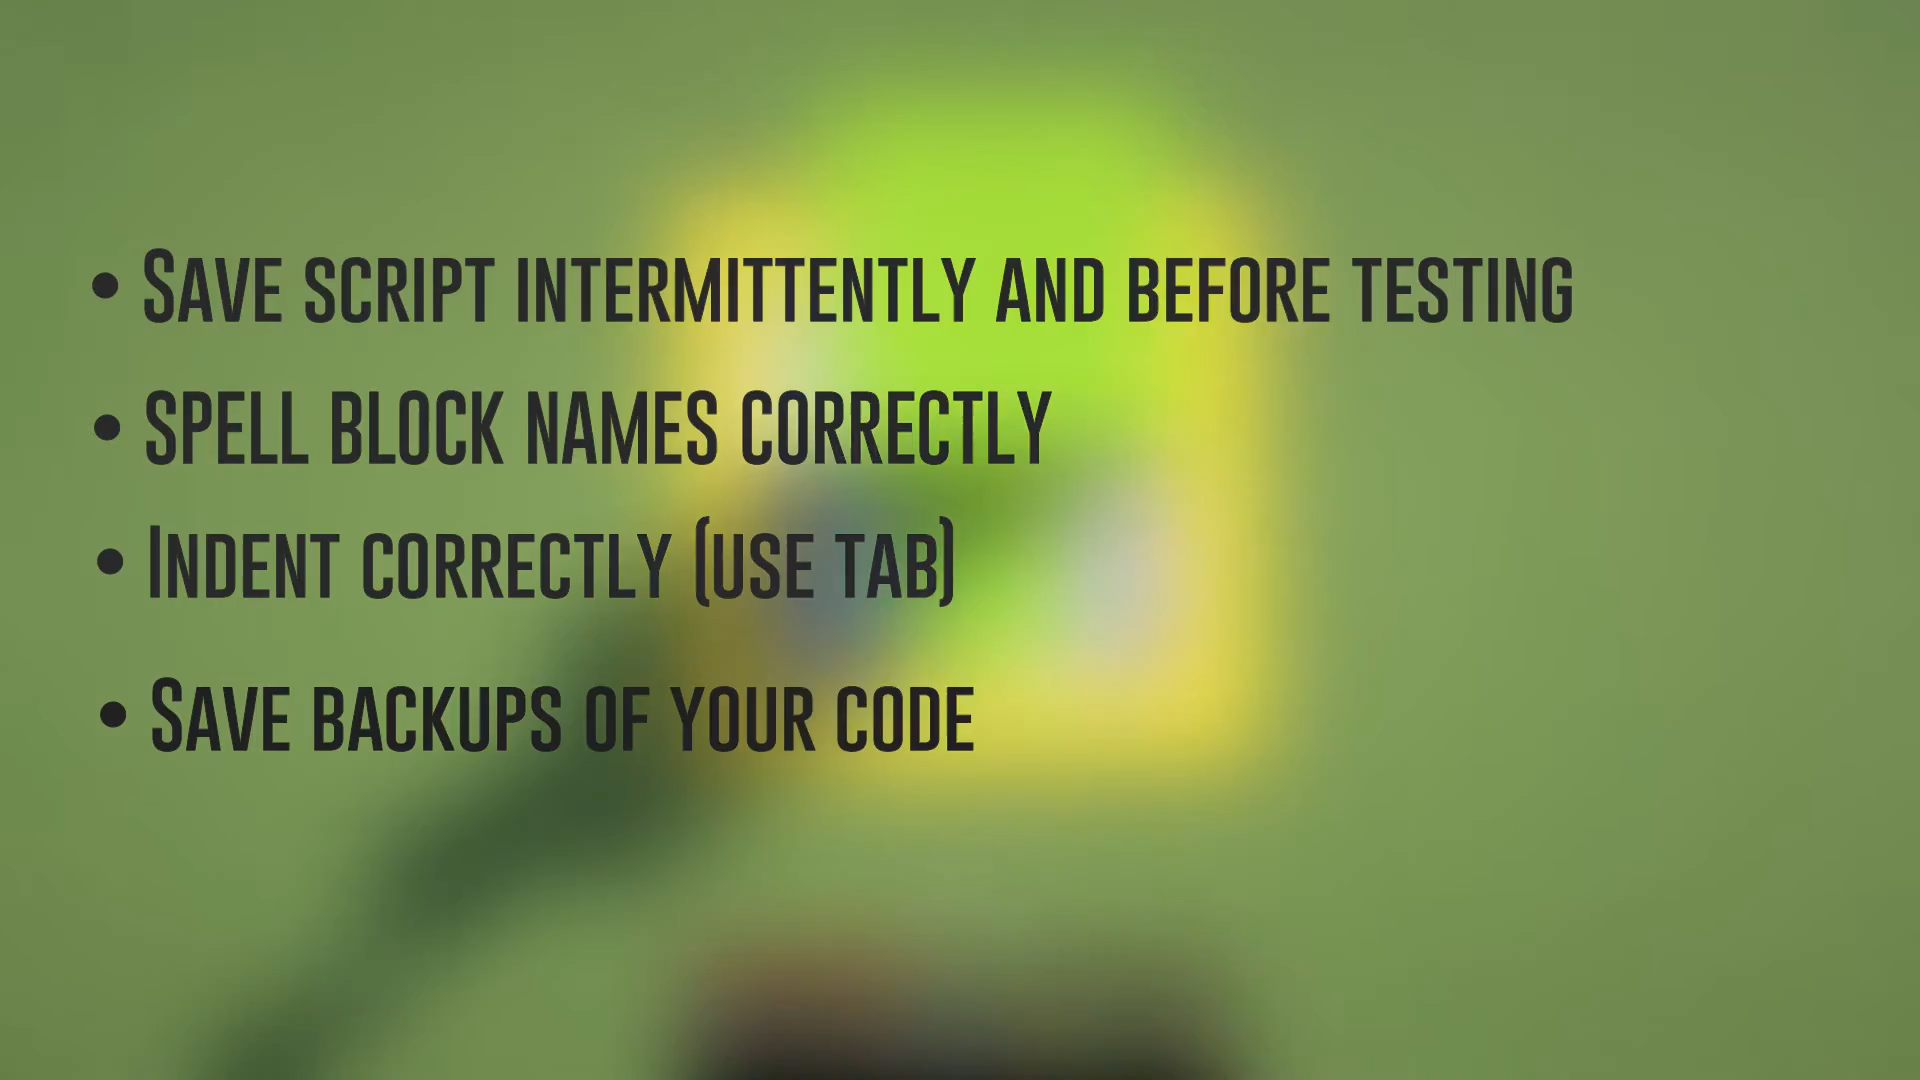 • Save script intermittently and before testing
• SPELL BLOCK NAMES CORRECTLY
• Indent correctly (use tab)
• Save backups of your code